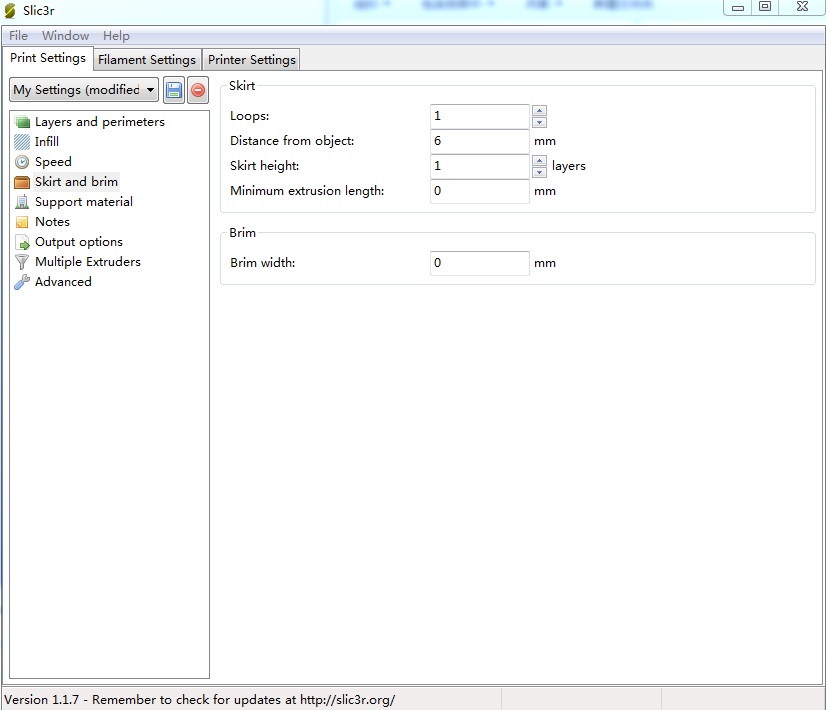 Slic3r
File Window Help
Print Settings Filament Settings Printer Settings
My Settings (modified
Layers and perimeters
Infill
Speed
Skirt and brim
Support material
Notes
Output options
Multiple Extruders
Advanced
Skirt
Loops: 1
Distance from object: 6 mm
Skirt height: 1 layers
Minimum extrusion length: 0 mm
Brim
Brim width: 0 mm
Version 1.1.7 - Remember to check for updates at http://slic3r.org/